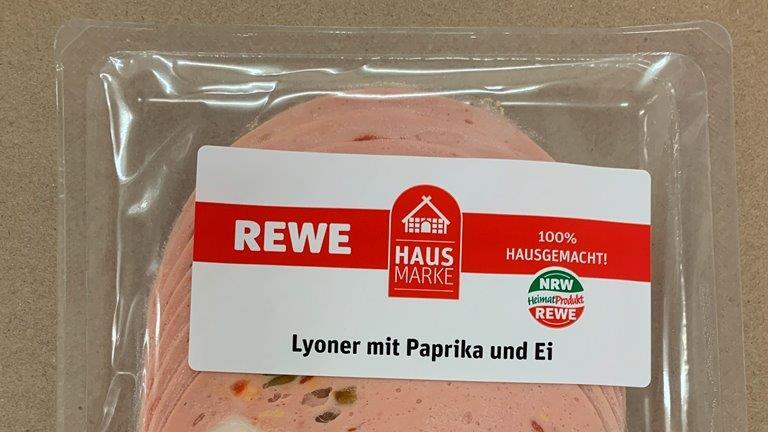 REWE
HAUS
MARKE
100%
HAUSGEMACHT!
NRW
HeimatProdukt
REWE
Lyoner mit Paprika und Ei